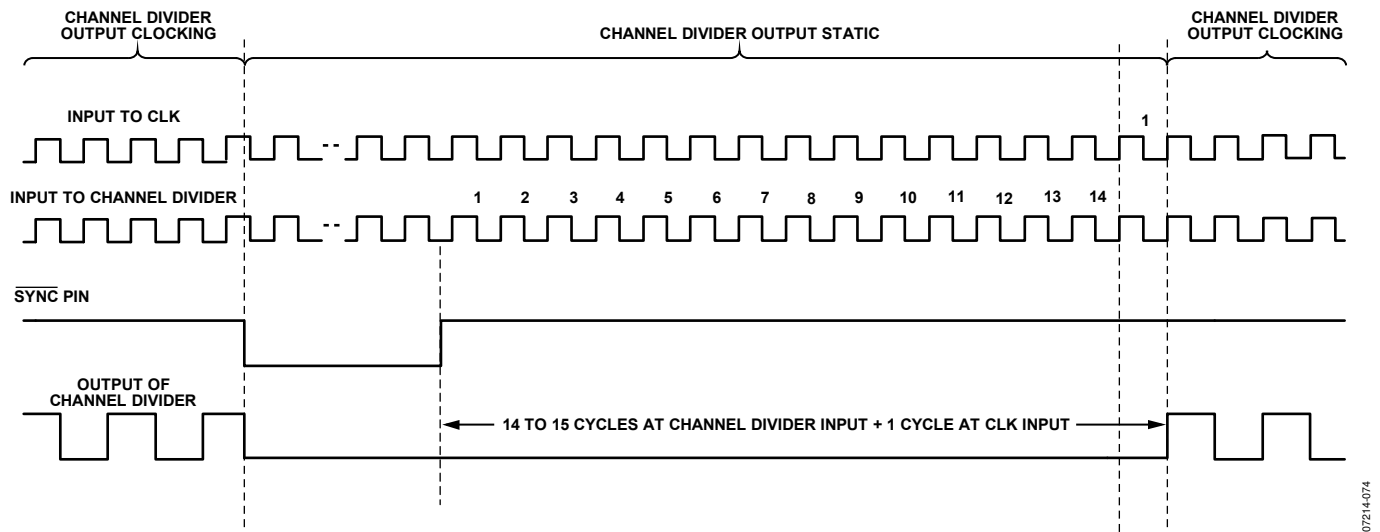 CHANNEL DIVIDER
OUTPUT CLOCKING
CHANNEL DIVIDER OUTPUT STATIC
CHANNEL DIVIDER
OUTPUT CLOCKING
INPUT TO CLK
1
INPUT TO CHANNEL DIVIDER
1 2 3 4 5 6 7 8 9 10 11 12 13 14
SYNC PIN
OUTPUT OF
CHANNEL DIVIDER
14 TO 15 CYCLES AT CHANNEL DIVIDER INPUT + 1 CYCLE AT CLK INPUT
07214-074